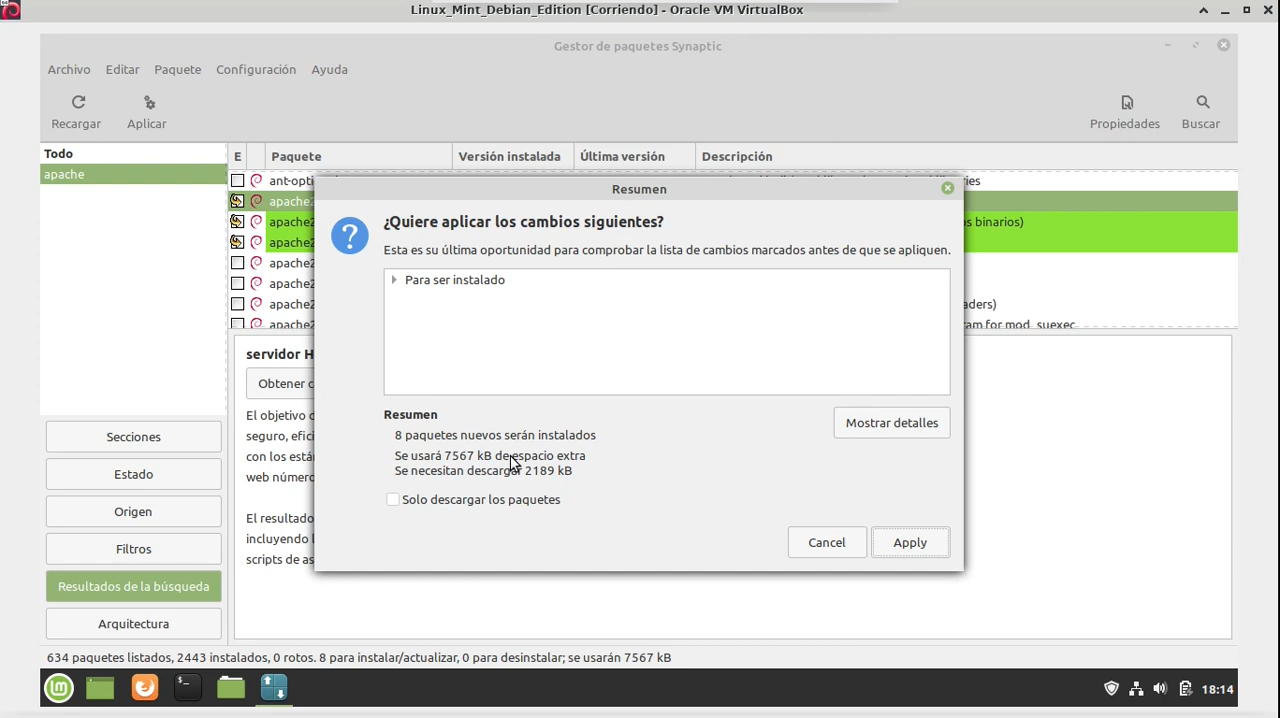 Linux_Mint_Debian_Edition [Corriendo] - Oracle VM VirtualBox
Gestor de paquetes Synaptic
Archivo Editar Paquete Configuración Ayuda
Recargar Aplicar Propiedades Buscar
Todo
apache
E Paquete Versión instalada Última versión Descripción
ant-opti
apache2
apache2 s binarios)
apache2
apache2
apache2
apache2 aders)
apache2 ram for mod_suexec
Resumen
¿Quiere aplicar los cambios siguientes?
Esta es su última oportunidad para comprobar la lista de cambios marcados antes de que se apliquen.
Para ser instalado
Resumen
Mostrar detalles
8 paquetes nuevos serán instalados
Se usará 7567 kB de espacio extra
Se necesitan descargar 2189 kB
Solo descargar los paquetes
Cancel Apply
servidor H
Obtener c
El objetivo d
seguro, efici
con los está
web número
El resultado
incluyendo l
scripts de as
Secciones
Estado
Origen
Filtros
Resultados de la búsqueda
Arquitectura
634 paquetes listados, 2443 instalados, 0 rotos. 8 para instalar/actualizar, 0 para desinstalar; se usarán 7567 kB
18:14